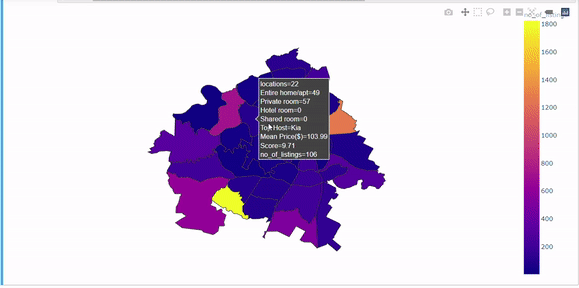 no_of_listings
locations=22
Entire home/apt=49
Private room=57
Hotel room=0
Shared room=0
Top Host=Kia
Mean Price($)=103.99
Score=9.71
no_of_listings=106
1800
1600
1400
1200
1000
800
600
400
200